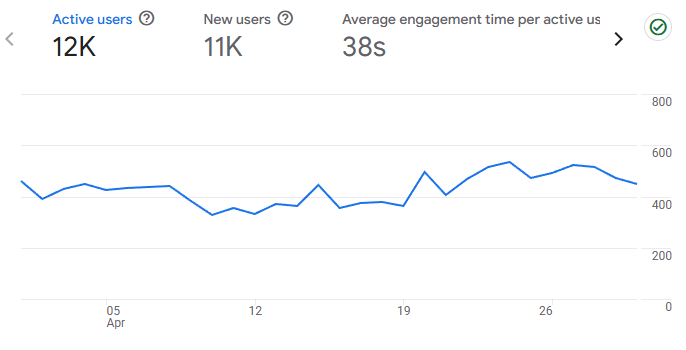 Active users
12K
New users
11K
Average engagement time per active us
38s
800
600
400
200
0
05
Apr
12
19
26